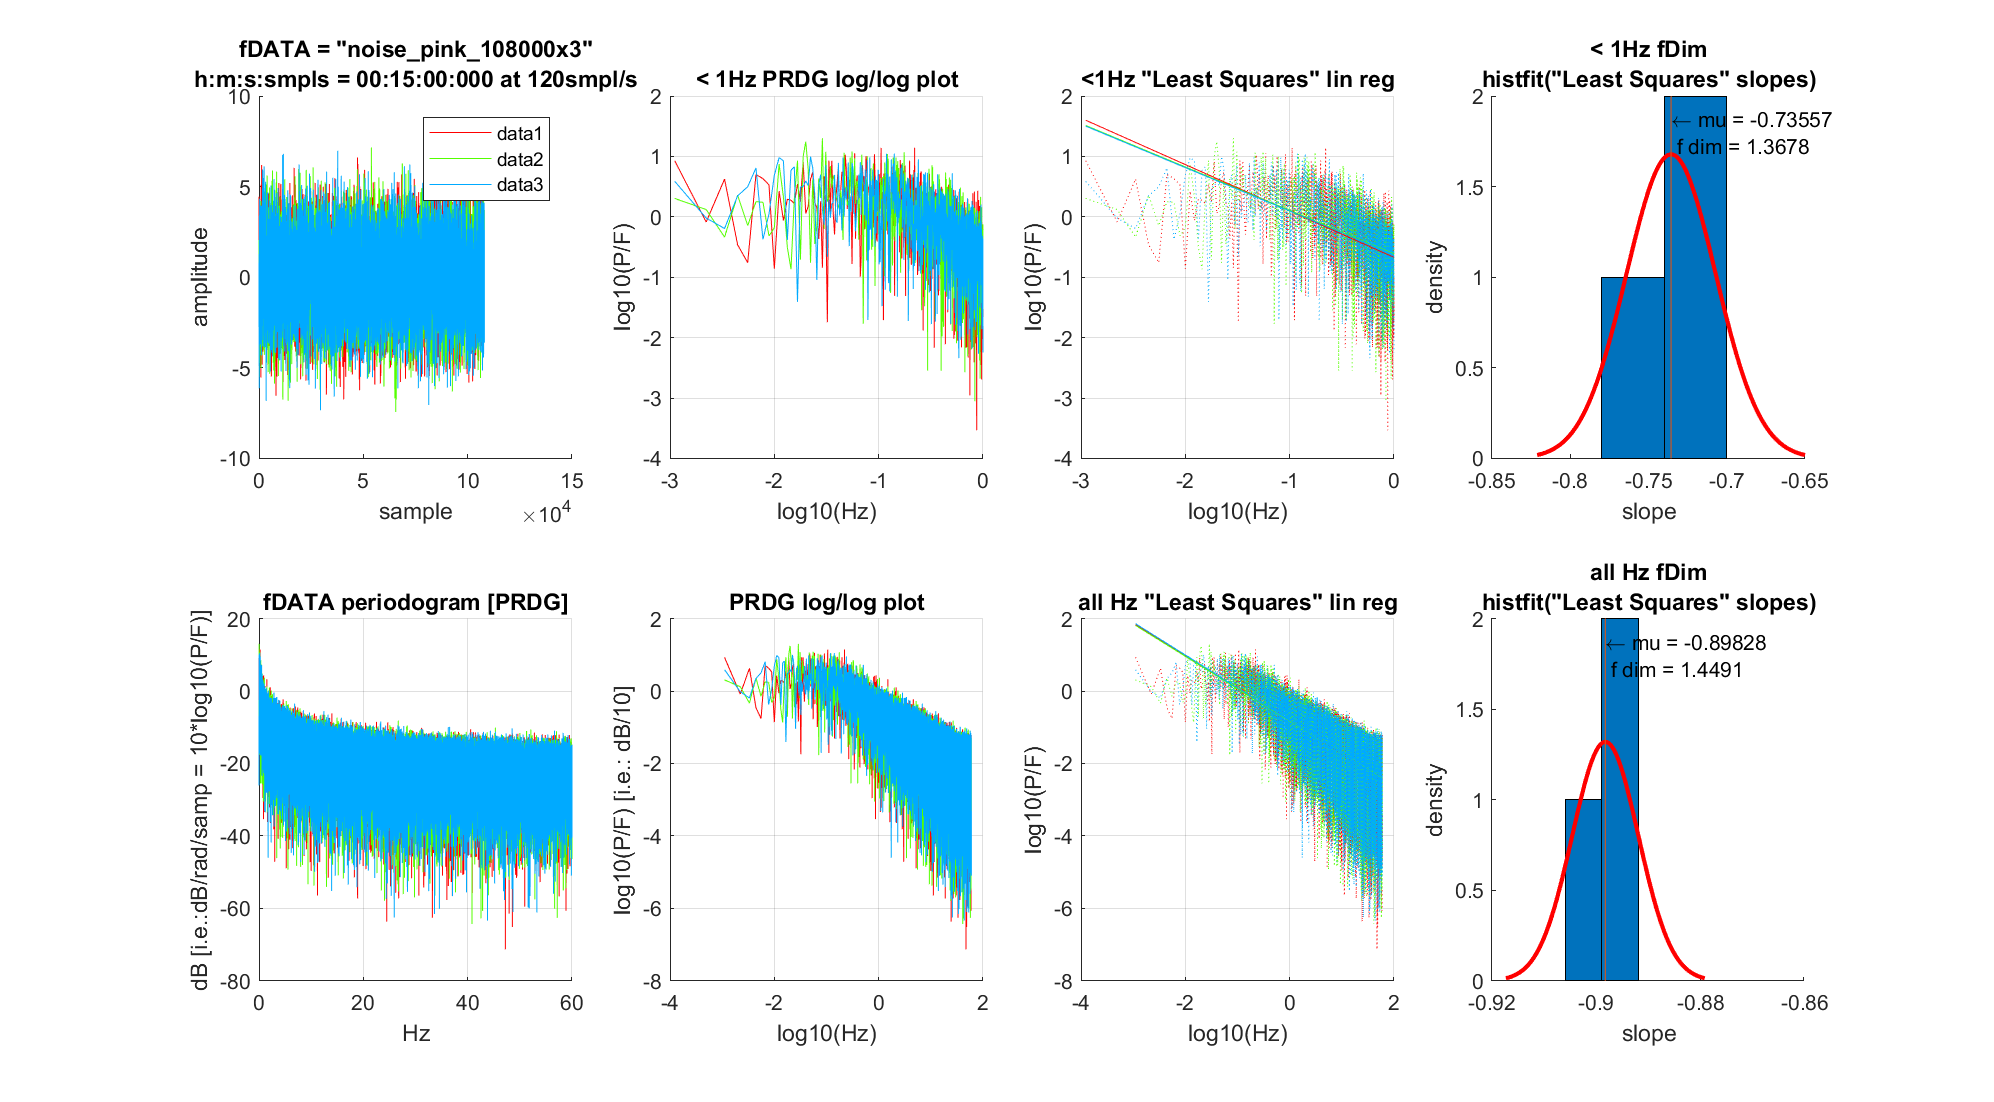 fDATA = "noise_pink_108000x3"
h:m:s:smpls = 00:15:00:000 at 120smpl/s
10
5
0
-5
-10
0
5
10
15
×10^4
sample
amplitude
data1
data2
data3
< 1Hz PRDG log/log plot
2
1
0
-1
-2
-3
-4
-3
-2
-1
0
log10(Hz)
log10(P/F)
<1Hz "Least Squares" lin reg
2
1
0
-1
-2
-3
-4
-3
-2
-1
0
log10(Hz)
log10(P/F)
< 1Hz fDim
histfit("Least Squares" slopes)
← mu = -0.73557
f dim = 1.3678
2
1.5
1
0.5
0
-0.85
-0.8
-0.75
-0.7
-0.65
slope
density
fDATA periodogram [PRDG]
20
0
-20
-40
-60
-80
0
20
40
60
Hz
dB [i.e.:dB/rad/samp = 10*log10(P/F)]
PRDG log/log plot
2
0
-2
-4
-6
-8
-4
-2
0
2
log10(Hz)
log10(P/F) [i.e.: dB/10]
all Hz "Least Squares" lin reg
2
0
-2
-4
-6
-8
-4
-2
0
2
log10(Hz)
log10(P/F)
all Hz fDim
histfit("Least Squares" slopes)
← mu = -0.89828
f dim = 1.4491
2
1.5
1
0.5
0
-0.92
-0.9
-0.88
-0.86
slope
density